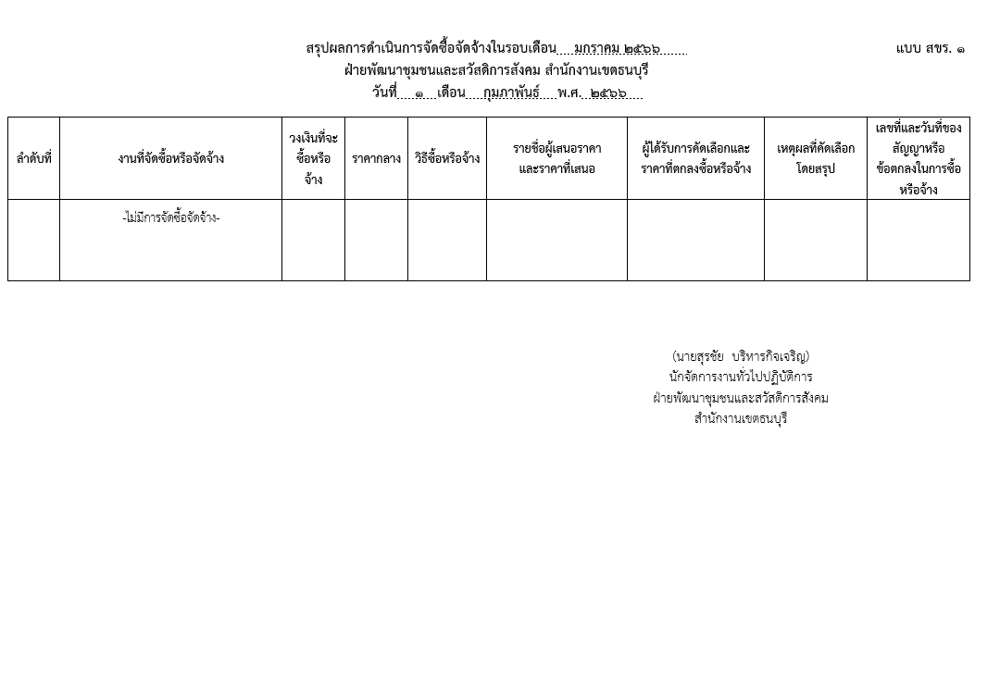 สรุปผลการดำเนินการจัดซื้อจัดจ้างในรอบเดือน....มกราคม ๒๕๖๖.......
แบบ สขร. ๑
ฝ่ายพัฒนาชุมชนและสวัสดิการสังคม สำนักงานเขตธนบุรี
วันที่.....๑....เดือน.....กุมภาพันธ์.....พ.ศ...๒๕๖๖....
ลำดับที่
งานที่จัดซื้อหรือจัดจ้าง
วงเงินที่จะ
ซื้อหรือ
จ้าง
ราคากลาง
วิธีซื้อหรือจ้าง
รายชื่อผู้เสนอราคา
และราคาที่เสนอ
ผู้ได้รับการคัดเลือกและ
ราคาที่ตกลงซื้อหรือจ้าง
เหตุผลที่คัดเลือก
โดยสรุป
เลขที่และวันที่ของ
สัญญาหรือ
ข้อตกลงในการซื้อ
หรือจ้าง
-ไม่มีการจัดซื้อจัดจ้าง-
(นายสุรชัย บริหารกิจเจริญ)
นักจัดการงานทั่วไปปฏิบัติการ
ฝ่ายพัฒนาชุมชนและสวัสดิการสังคม
สำนักงานเขตธนบุรี